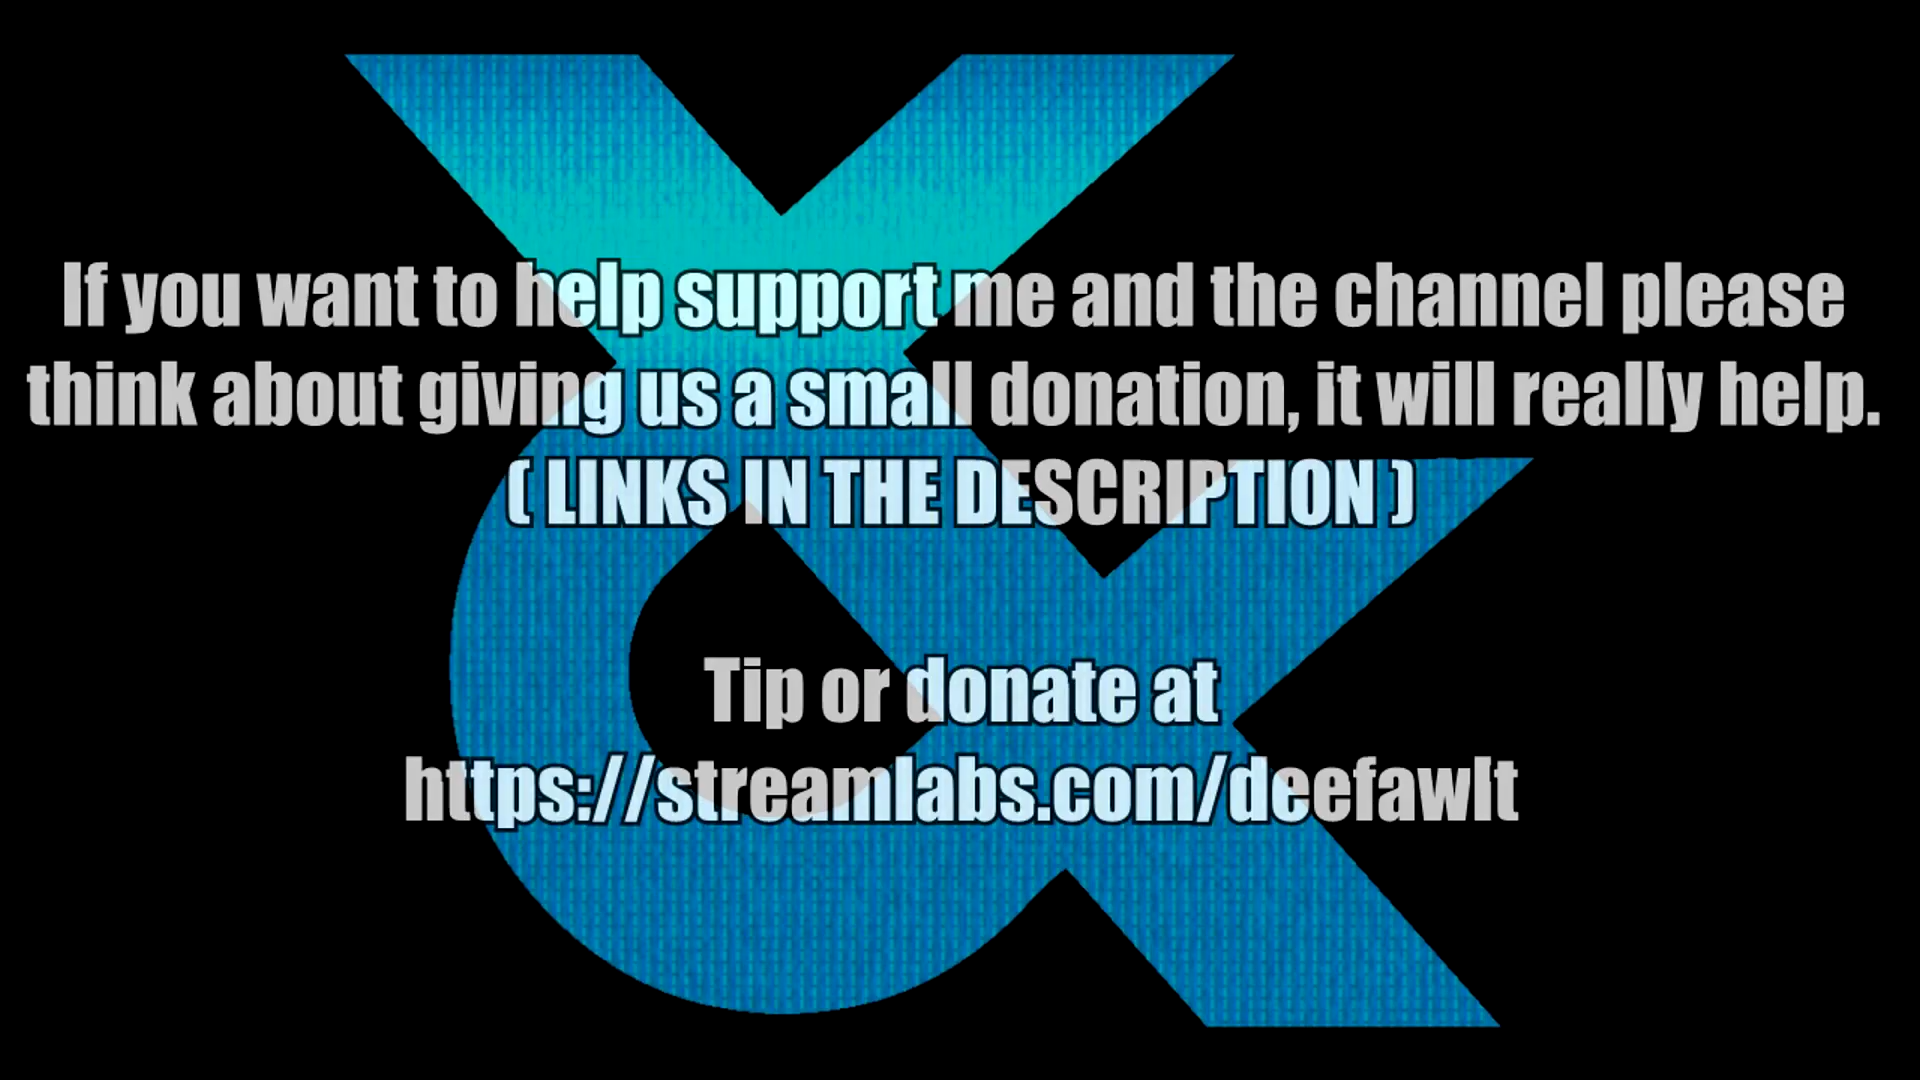 If you want to help support me and the channel please
think about giving us a small donation, it will really help.
( LINKS IN THE DESCRIPTION )
Tip or donate at
https://streamlabs.com/deefawlt